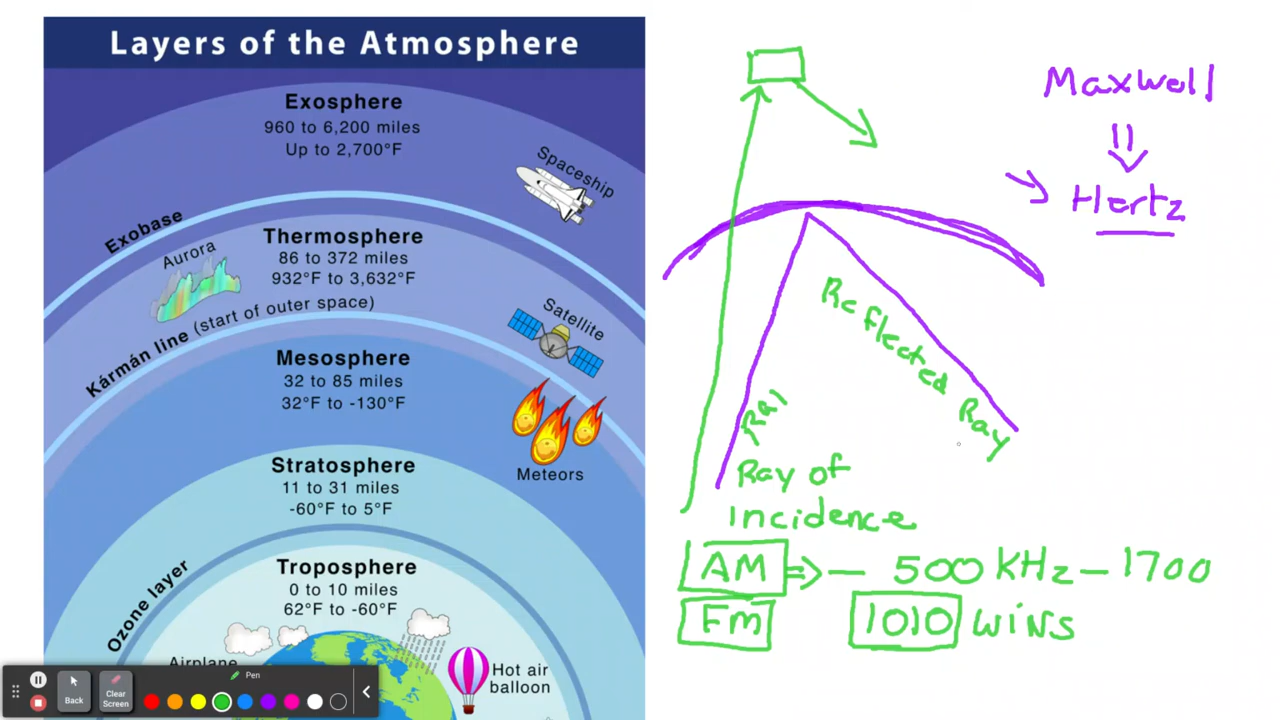 Layers of the Atmosphere
Exosphere
960 to 6,200 miles
Up to 2,700°F
Spaceship
Exobase
Thermosphere
86 to 372 miles
932°F to 3,632°F
Aurora
Satellite
Kármán line (start of outer space)
Mesosphere
32 to 85 miles
32°F to -130°F
Meteors
Stratosphere
11 to 31 miles
-60°F to 5°F
Ozone layer
Troposphere
0 to 10 miles
62°F to -60°F
Airplane
Hot air
balloon
Maxwell
Hertz
Reflected Ray
Ray of
incidence
AM ⇒ — 500 KHz – 1700
Fm 1010 wins
Pen
Back
Clear
Screen